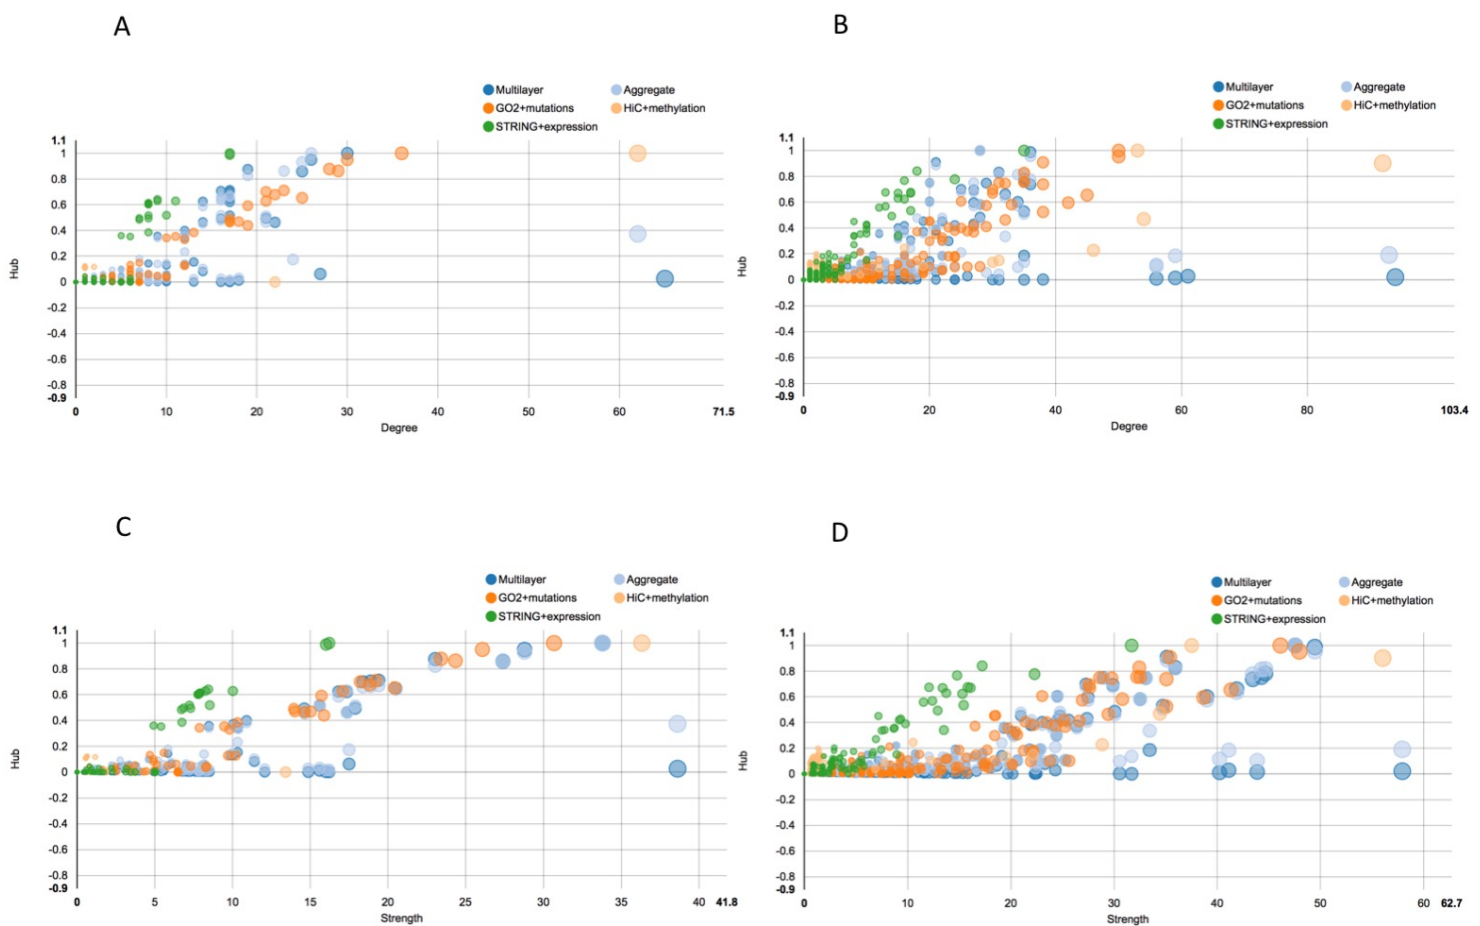 A
Multilayer Aggregate
GO2+mutations HiC+methylation
STRING+expression
1.1
1
0.8
0.6
0.4
0.2
0
-0.2
-0.4
-0.6
-0.8
-0.9
Hub
0 10 20 30 40 50 60 71.5
Degree
B
Multilayer Aggregate
GO2+mutations HiC+methylation
STRING+expression
1.1
1
0.8
0.6
0.4
0.2
0
-0.2
-0.4
-0.6
-0.8
-0.9
Hub
0 20 40 60 80 103.4
Degree
C
Multilayer Aggregate
GO2+mutations HiC+methylation
STRING+expression
1.1
1
0.8
0.6
0.4
0.2
0
-0.2
-0.4
-0.6
-0.8
-0.9
Hub
0 5 10 15 20 25 30 35 40 41.8
Strength
D
Multilayer Aggregate
GO2+mutations HiC+methylation
STRING+expression
1.1
1
0.8
0.6
0.4
0.2
0
-0.2
-0.4
-0.6
-0.8
-0.9
Hub
0 10 20 30 40 50 60 62.7
Strength